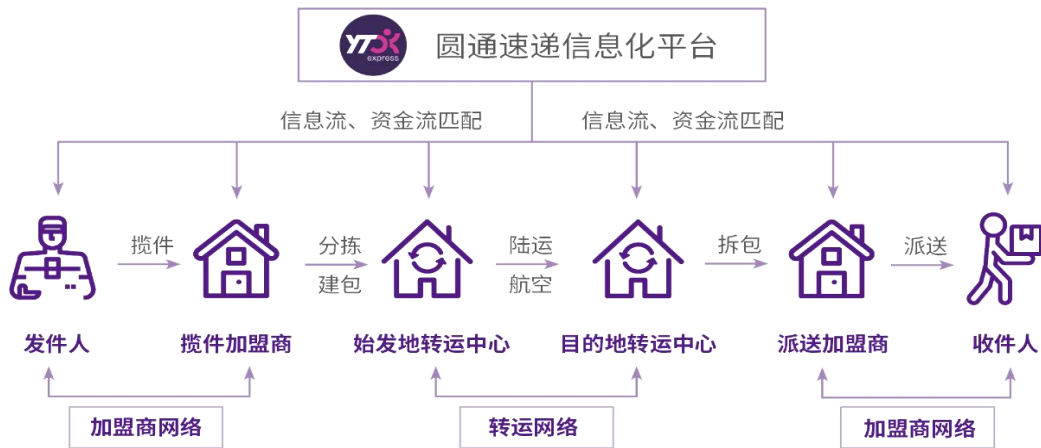 YTO
express
圆通速递信息化平台
信息流、资金流匹配
信息流、资金流匹配
揽件
分拣
建包
陆运
航空
拆包
派送
发件人
揽件加盟商
始发地转运中心
目的地转运中心
派送加盟商
收件人
加盟商网络
转运网络
加盟商网络